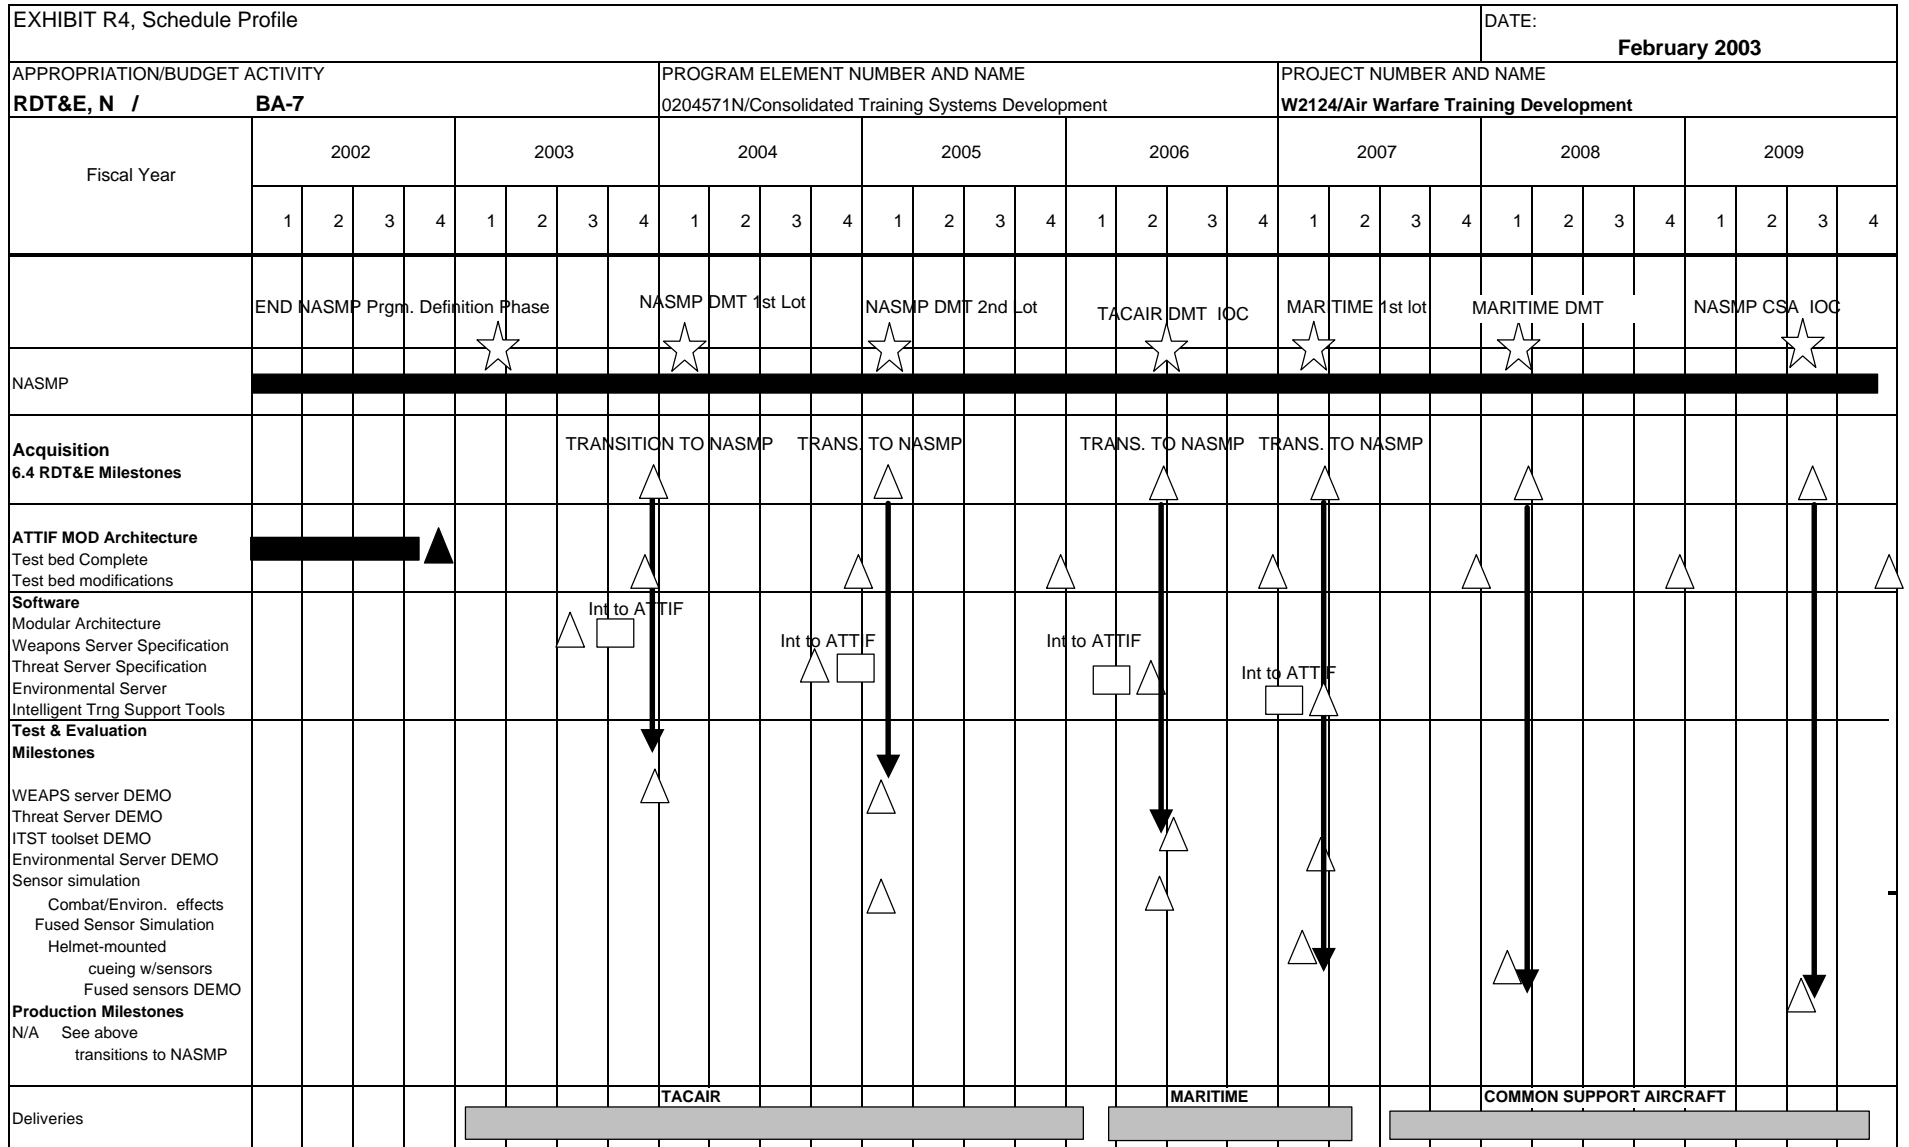 EXHIBIT R4, Schedule Profile
DATE:
February 2003
APPROPRIATION/BUDGET ACTIVITY
PROGRAM ELEMENT NUMBER AND NAME
PROJECT NUMBER AND NAME
RDT&E, N / BA-7
0204571N/Consolidated Training Systems Development
W2124/Air Warfare Training Development
Fiscal Year
2002 2003 2004 2005 2006 2007 2008 2009
1 2 3 4 1 2 3 4 1 2 3 4 1 2 3 4 1 2 3 4 1 2 3 4 1 2 3 4 1 2 3 4
END NASMP Prgm. Definition Phase
NASMP DMT 1st Lot
NASMP DMT 2nd Lot
TACAIR DMT IOC
MARITIME 1st lot
MARITIME DMT
NASMP CSA IOC
NASMP
Acquisition
6.4 RDT&E Milestones
TRANSITION TO NASMP
TRANS. TO NASMP
TRANS. TO NASMP
TRANS. TO NASMP
ATTIF MOD Architecture
Test bed Complete
Test bed modifications
Software
Modular Architecture
Weapons Server Specification
Threat Server Specification
Environmental Server
Intelligent Trng Support Tools
Int to ATTIF
Int to ATTIF
Int to ATTIF
Int to ATTIF
Test & Evaluation
Milestones
WEAPS server DEMO
Threat Server DEMO
ITST toolset DEMO
Environmental Server DEMO
Sensor simulation
Combat/Environ. effects
Fused Sensor Simulation
Helmet-mounted
cueing w/sensors
Fused sensors DEMO
Production Milestones
N/A See above
transitions to NASMP
Deliveries
TACAIR
MARITIME
COMMON SUPPORT AIRCRAFT